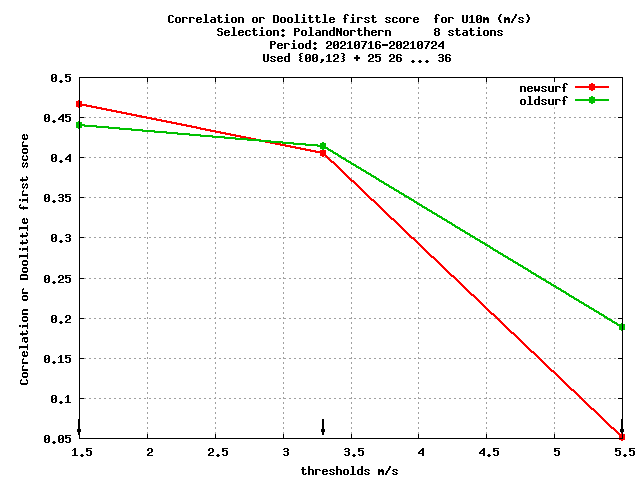 Correlation or Doolittle first score  for U10m (m/s)
Selection: PolandNorthern      8 stations
Period: 20210716-20210724
Used {00,12} + 25 26 ... 36
newsurf
oldsurf
Correlation or Doolittle first score
0.5
0.45
0.4
0.35
0.3
0.25
0.2
0.15
0.1
0.05
1.5 2 2.5 3 3.5 4 4.5 5 5.5
thresholds m/s